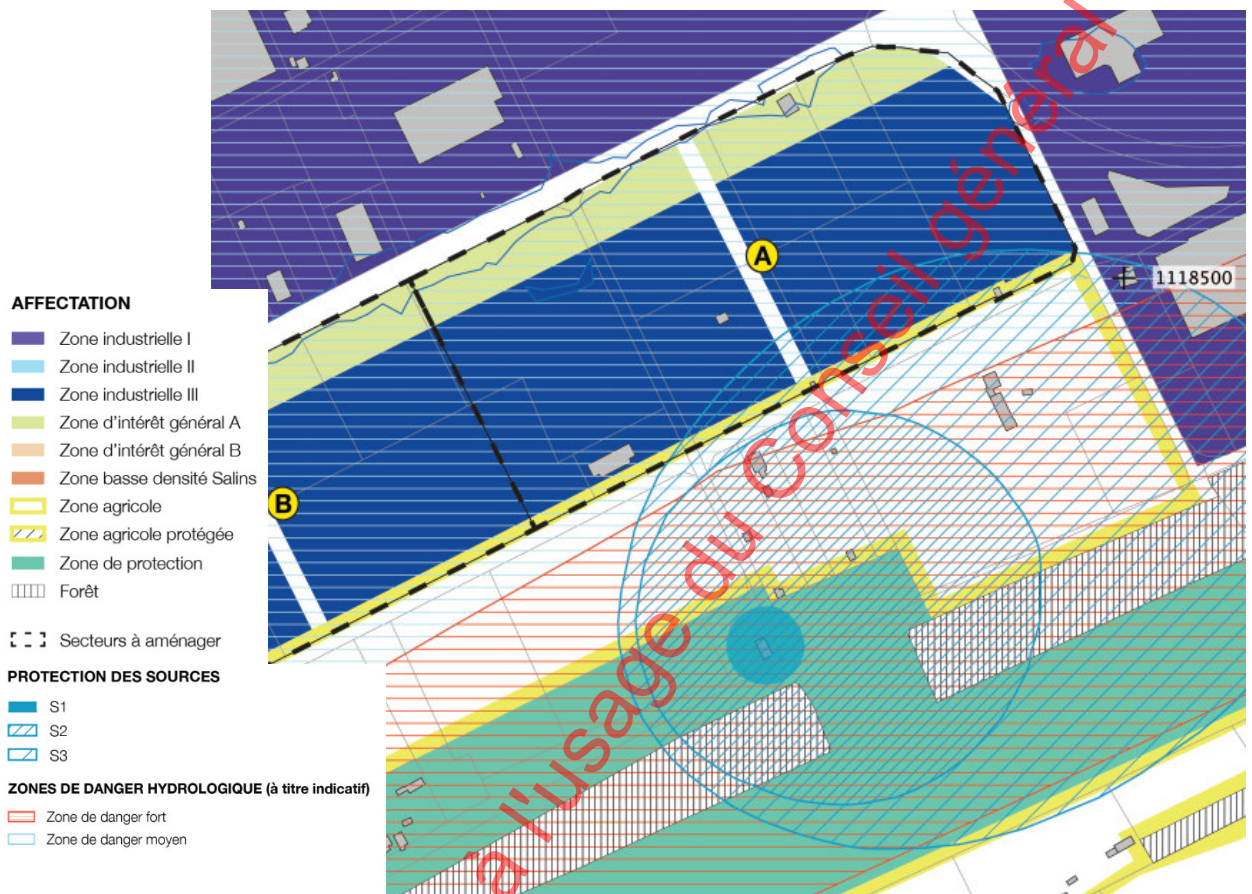 A
1118500
B
AFFECTATION
Zone industrielle I
Zone industrielle II
Zone industrielle III
Zone d'intérêt général A
Zone d'intérêt général B
Zone basse densité Salins
Zone agricole
Zone agricole protégée
Zone de protection
Forêt
Secteurs à aménager
PROTECTION DES SOURCES
S1
S2
S3
ZONES DE DANGER HYDROLOGIQUE (à titre indicatif)
Zone de danger fort
Zone de danger moyen
à l'usage du Conseil général